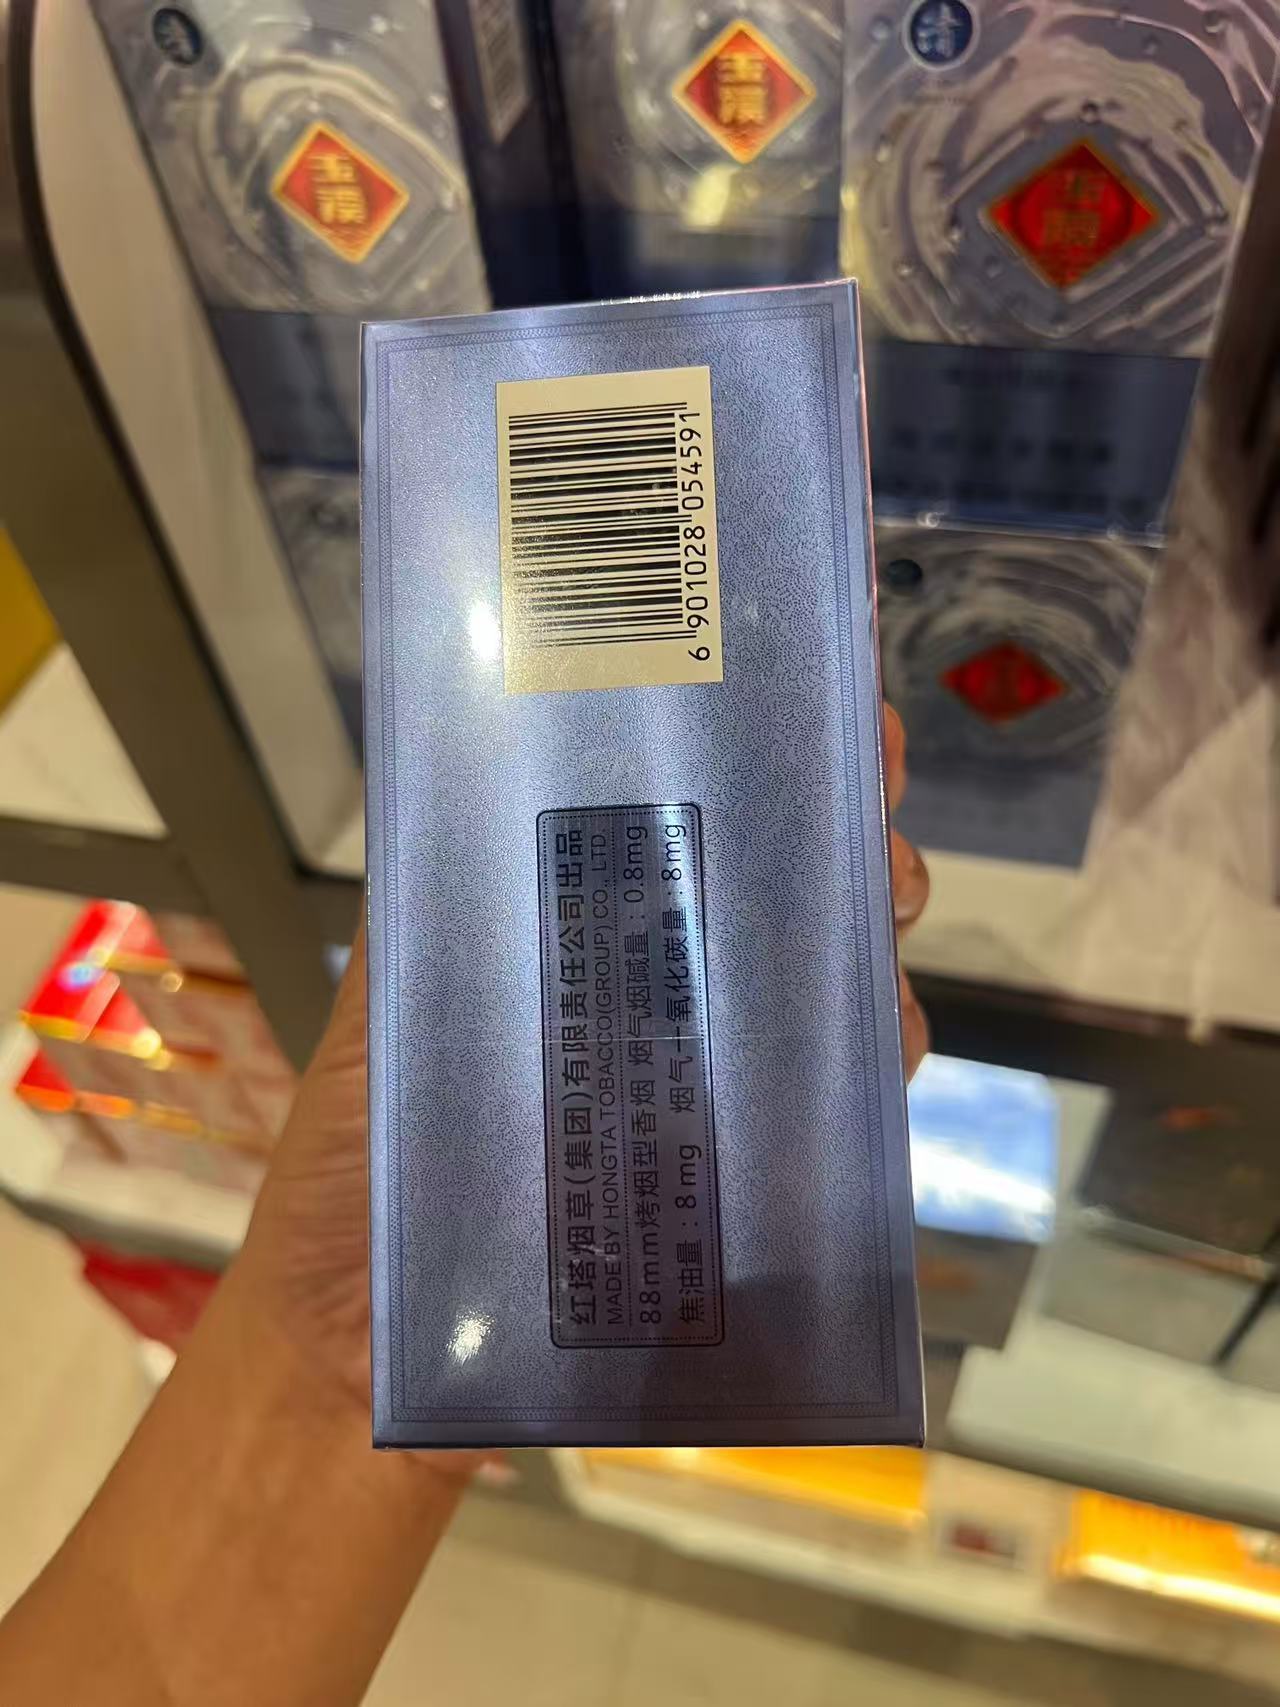 6 901028 054591
红塔烟草(集团)有限责任公司出品
MADE BY HONGTA TOBACCO(GROUP) CO., LTD.
88mm烤烟型香烟 烟气烟碱量:0.8mg
焦油量:8mg 烟气一氧化碳量:8mg
玉溪
玉溪
玉溪